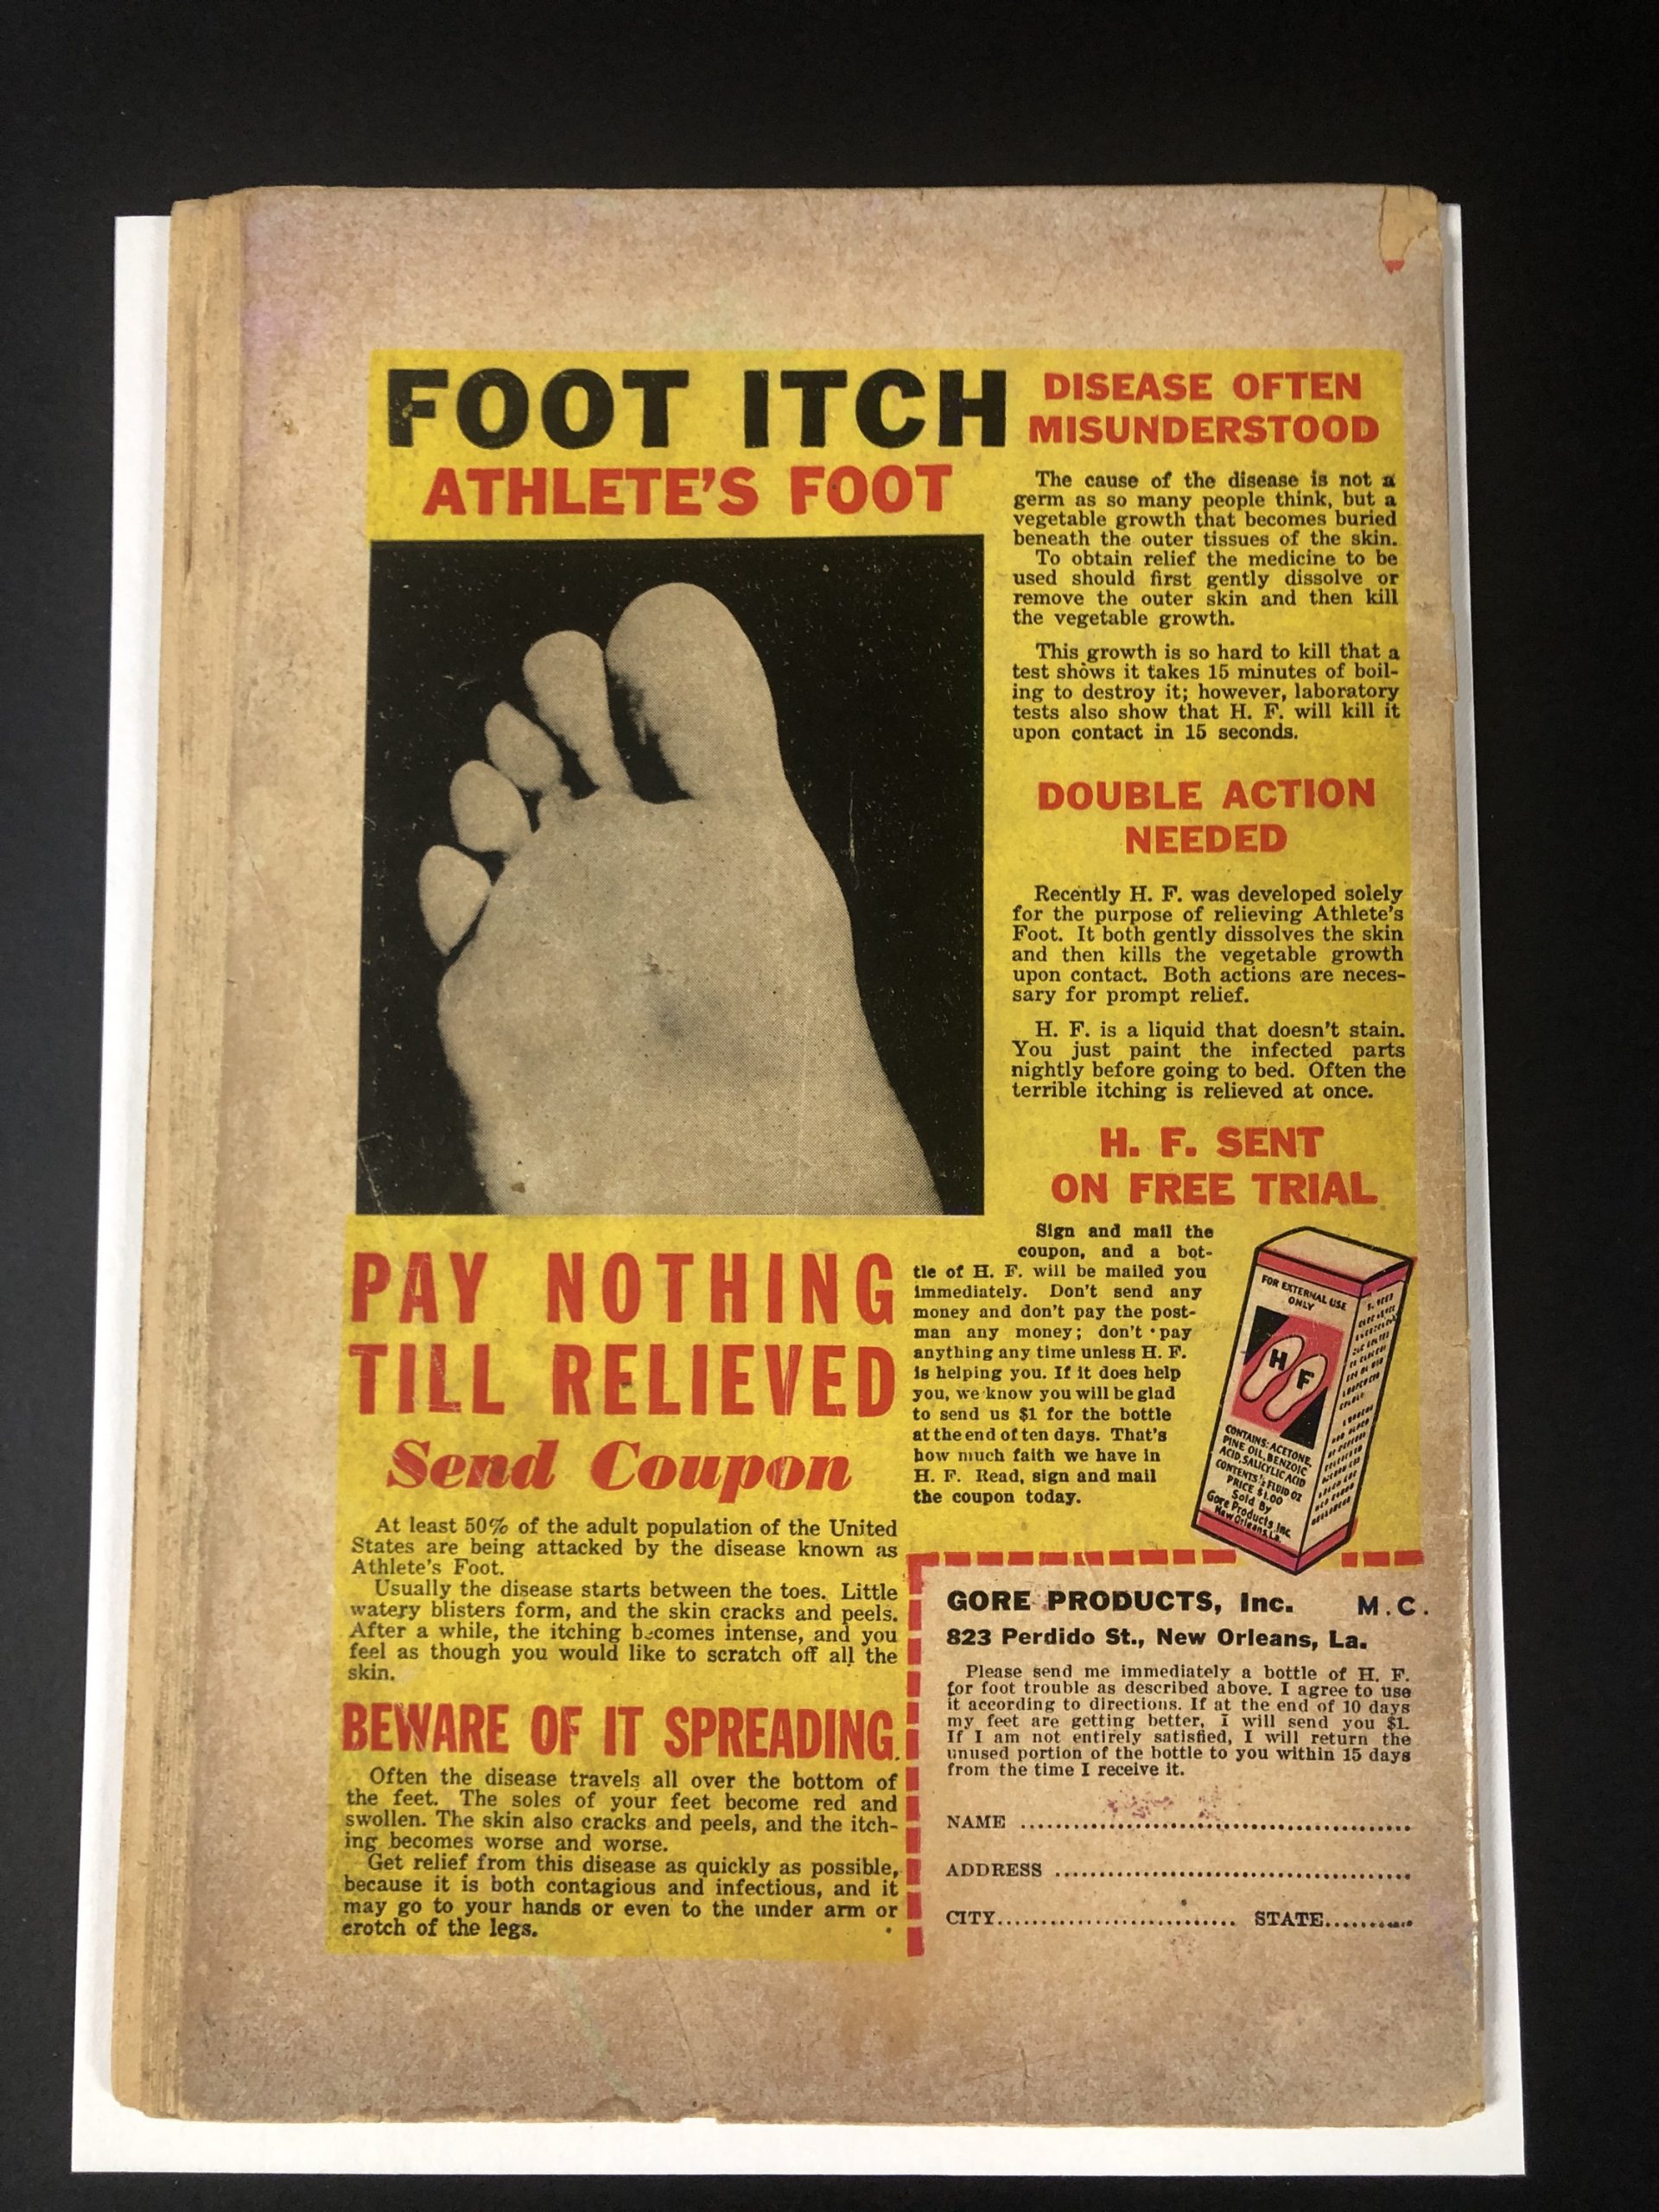 FOOT ITCH
ATHLETE'S FOOT
DISEASE OFTEN
MISUNDERSTOOD
The cause of the disease is not a
germ as so many people think, but a
vegetable growth that becomes buried
beneath the outer tissues of the skin.
To obtain relief the medicine to be
used should first gently dissolve or
remove the outer skin and then kill
the vegetable growth.
This growth is so hard to kill that a
test shows it takes 15 minutes of boil-
ing to destroy it; however, laboratory
tests also show that H. F. will kill it
upon contact in 15 seconds.
DOUBLE ACTION
NEEDED
Recently H. F. was developed solely
for the purpose of relieving Athlete's
Foot. It both gently dissolves the skin
and then kills the vegetable growth
upon contact. Both actions are neces-
sary for prompt relief.
H. F. is a liquid that doesn't stain.
You just paint the infected parts
nightly before going to bed. Often the
terrible itching is relieved at once.
H. F. SENT
ON FREE TRIAL
Sign and mail the
coupon, and a bot-
tle of H. F. will be mailed you
immediately. Don't send any
money and don't pay the post-
man any money; don't pay
anything any time unless H. F.
is helping you. If it does help
you, we know you will be glad
to send us $1 for the bottle
at the end of ten days. That's
how much faith we have in
H. F. Read, sign and mail
the coupon today.
FOR EXTERNAL USE
ONLY
H F
CONTAINS: ACETONE,
PINE OIL, BENZOIC
ACID, SALICYLIC ACID
CONTENTS ½ FLUID OZ
PRICE $1.00
Sold By
Gore Products Inc.
New Orleans, La.
PAY NOTHING
TILL RELIEVED
Send Coupon
At least 50% of the adult population of the United
States are being attacked by the disease known as
Athlete's Foot.
Usually the disease starts between the toes. Little
watery blisters form, and the skin cracks and peels.
After a while, the itching becomes intense, and you
feel as though you would like to scratch off all the
skin.
BEWARE OF IT SPREADING
Often the disease travels all over the bottom of
the feet. The soles of your feet become red and
swollen. The skin also cracks and peels, and the itch-
ing becomes worse and worse.
Get relief from this disease as quickly as possible,
because it is both contagious and infectious, and it
may go to your hands or even to the under arm or
crotch of the legs.
GORE PRODUCTS, Inc. M.C.
823 Perdido St., New Orleans, La.
Please send me immediately a bottle of H. F.
for foot trouble as described above. I agree to use
it according to directions. If at the end of 10 days
my feet are getting better, I will send you $1.
If I am not entirely satisfied, I will return the
unused portion of the bottle to you within 15 days
from the time I receive it.
NAME
ADDRESS
CITY STATE